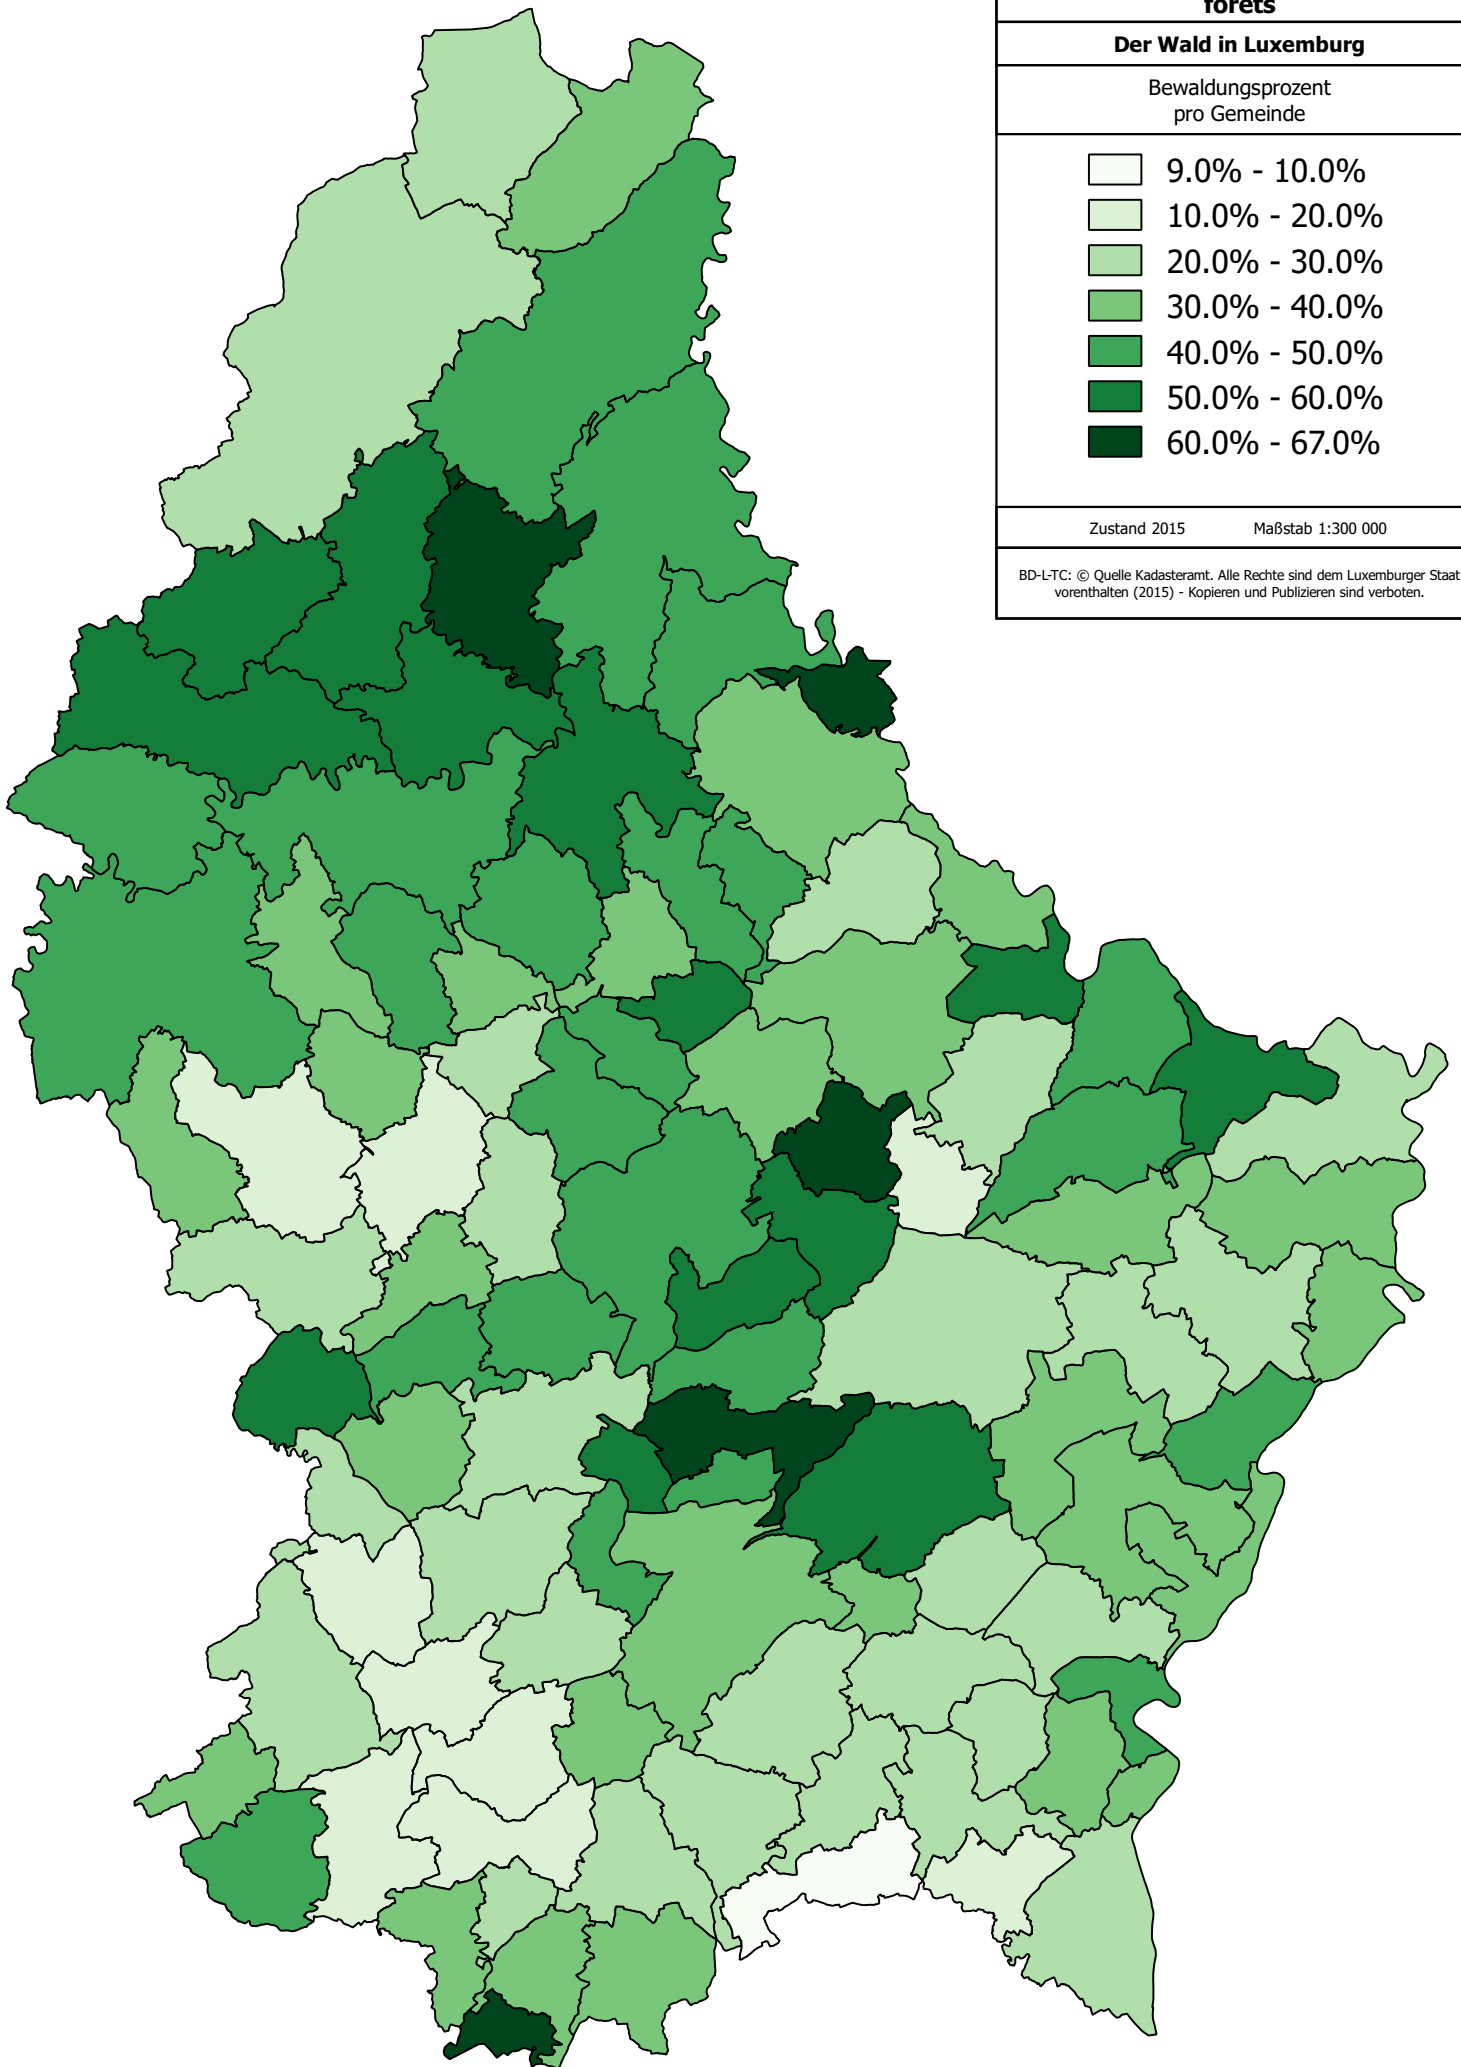 forêts
Der Wald in Luxemburg
Bewaldungsprozent
pro Gemeinde
9.0% - 10.0%
10.0% - 20.0%
20.0% - 30.0%
30.0% - 40.0%
40.0% - 50.0%
50.0% - 60.0%
60.0% - 67.0%
Zustand 2015 Maßstab 1:300 000
BD-L-TC: © Quelle Kadasteramt. Alle Rechte sind dem Luxemburger Staat
vorenthalten (2015) - Kopieren und Publizieren sind verboten.